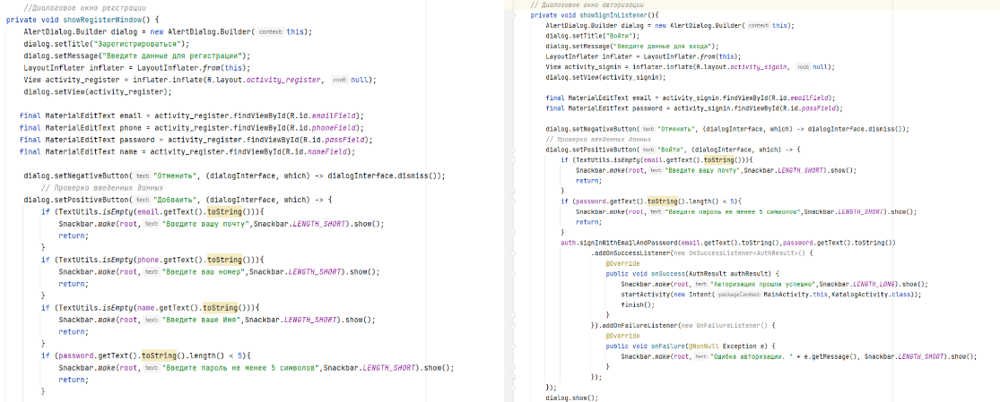 //Диалоговое окно реестрации
private void showRegisterWindow() {
AlertDialog.Builder dialog = new AlertDialog.Builder( context: this);
dialog.setTitle("Зарегистрироваться");
dialog.setMessage("Введите данные для регистрации");
LayoutInflater inflater = LayoutInflater.from(this);
View activity_register = inflater.inflate(R.layout.activity_register, root: null);
dialog.setView(activity_register);
final MaterialEditText email = activity_register.findViewById(R.id.emailField);
final MaterialEditText phone = activity_register.findViewById(R.id.phoneField);
final MaterialEditText password = activity_register.findViewById(R.id.passField);
final MaterialEditText name = activity_register.findViewById(R.id.nameField);
dialog.setNegativeButton( text: "Отменить", (dialogInterface, which) -> dialogInterface.dismiss());
// Проверка введенных данных
dialog.setPositiveButton( text: "Добваить", (dialogInterface, which) -> {
if (TextUtils.isEmpty(email.getText().toString())){
Snackbar.make(root, text: "Введите вашу почту",Snackbar.LENGTH_SHORT).show();
return;
}
if (TextUtils.isEmpty(phone.getText().toString())){
Snackbar.make(root, text: "Введите ваш номер",Snackbar.LENGTH_SHORT).show();
return;
}
if (TextUtils.isEmpty(name.getText().toString())){
Snackbar.make(root, text: "Введите ваше Имя",Snackbar.LENGTH_SHORT).show();
return;
}
if (password.getText().toString().length() < 5){
Snackbar.make(root, text: "Введите пароль не менее 5 символов",Snackbar.LENGTH_SHORT).show();
return;
}
// Диалоговое окно авторизации
private void showSignInListener(){
AlertDialog.Builder dialog = new AlertDialog.Builder( context: this);
dialog.setTitle("Войти");
dialog.setMessage("Введите данные для входа");
LayoutInflater inflater = LayoutInflater.from(this);
View activity_signin = inflater.inflate(R.layout.activity_signin, root: null);
dialog.setView(activity_signin);
final MaterialEditText email = activity_signin.findViewById(R.id.emailField);
final MaterialEditText password = activity_signin.findViewById(R.id.passField);
dialog.setNegativeButton( text: "Отменить", (dialogInterface, which) -> dialogInterface.dismiss());
// Проверка введенных данных
dialog.setPositiveButton( text: "Войти", (dialogInterface, which) -> {
if (TextUtils.isEmpty(email.getText().toString())){
Snackbar.make(root, text: "Введите вашу почту",Snackbar.LENGTH_SHORT).show();
return;
}
if (password.getText().toString().length() < 5){
Snackbar.make(root, text: "Введите пароль не менее 5 символов",Snackbar.LENGTH_SHORT).show();
return;
}
auth.signInWithEmailAndPassword(email.getText().toString(),password.getText().toString())
.addOnSuccessListener(new OnSuccessListener<AuthResult>() {
@Override
public void onSuccess(AuthResult authResult) {
Snackbar.make(root, text: "Авторизация прошла успешно",Snackbar.LENGTH_LONG).show();
startActivity(new Intent( packageContext: MainActivity.this,KatalogActivity.class));
finish();
}
}).addOnFailureListener(new OnFailureListener() {
@Override
public void onFailure(@NonNull Exception e) {
Snackbar.make(root, text: "Ошибка авторизации. " + e.getMessage(), Snackbar.LENGTH_SHORT).show();
}
});
});
dialog.show();